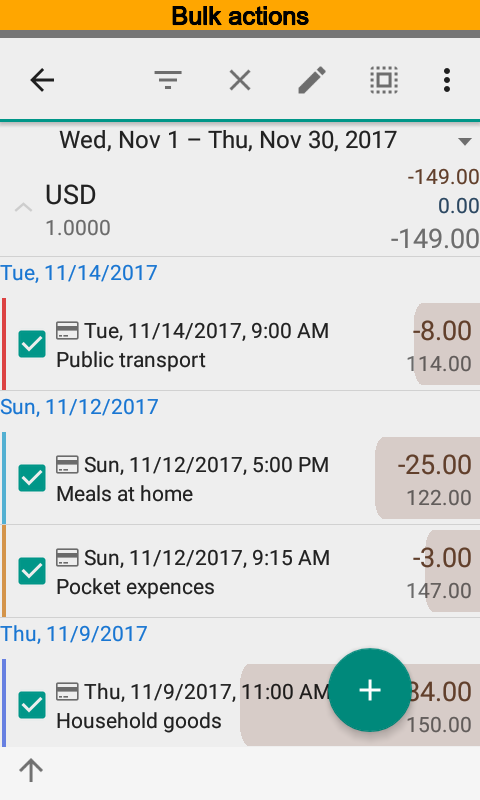 Bulk actions
Wed, Nov 1 – Thu, Nov 30, 2017
USD
1.0000
-149.00
0.00
-149.00
Tue, 11/14/2017
Tue, 11/14/2017, 9:00 AM
Public transport
-8.00
114.00
Sun, 11/12/2017
Sun, 11/12/2017, 5:00 PM
Meals at home
-25.00
122.00
Sun, 11/12/2017, 9:15 AM
Pocket expences
-3.00
147.00
Thu, 11/9/2017
Thu, 11/9/2017, 11:00 AM
Household goods
34.00
150.00